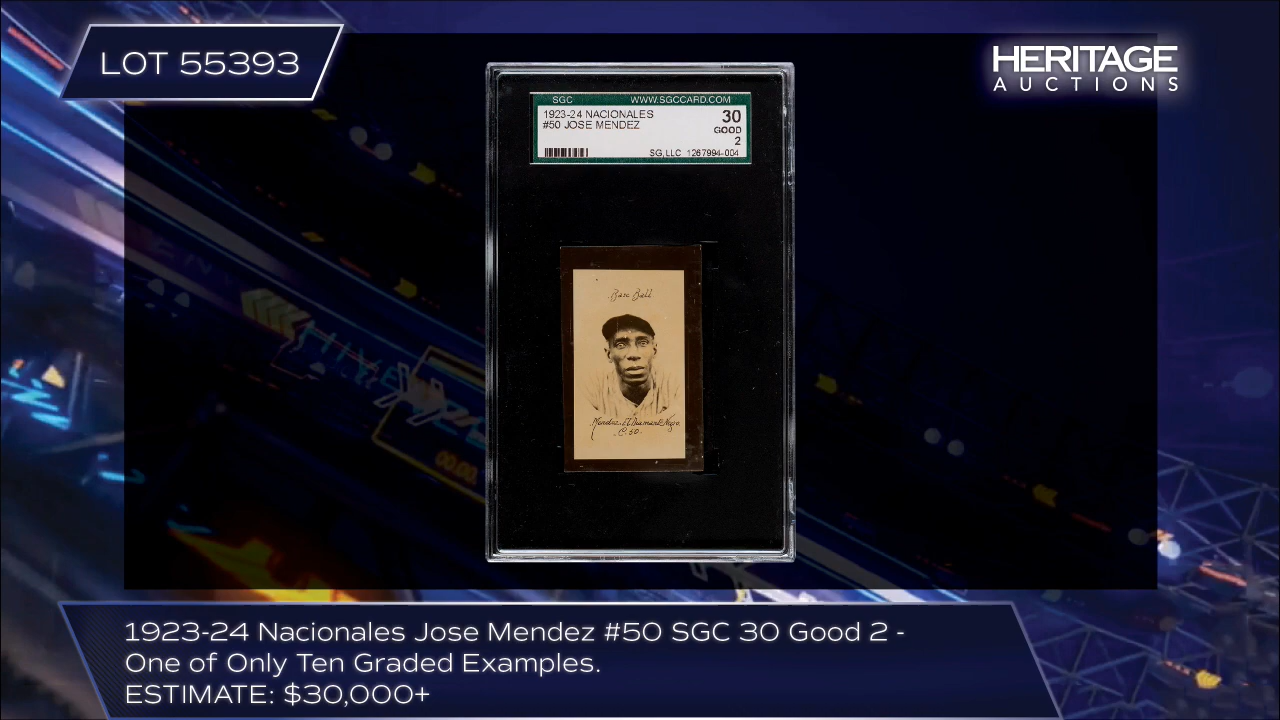 LOT 55393
HERITAGE
AUCTIONS
SGC WWW.SGCCARD.COM
1923-24 NACIONALES 30
#50 JOSE MENDEZ GOOD
2
SG,LLC 1267994-004
Base Ball
Mendez. El Diamante Negro.
C-50-
1923-24 Nacionales Jose Mendez #50 SGC 30 Good 2 -
One of Only Ten Graded Examples.
ESTIMATE: $30,000+